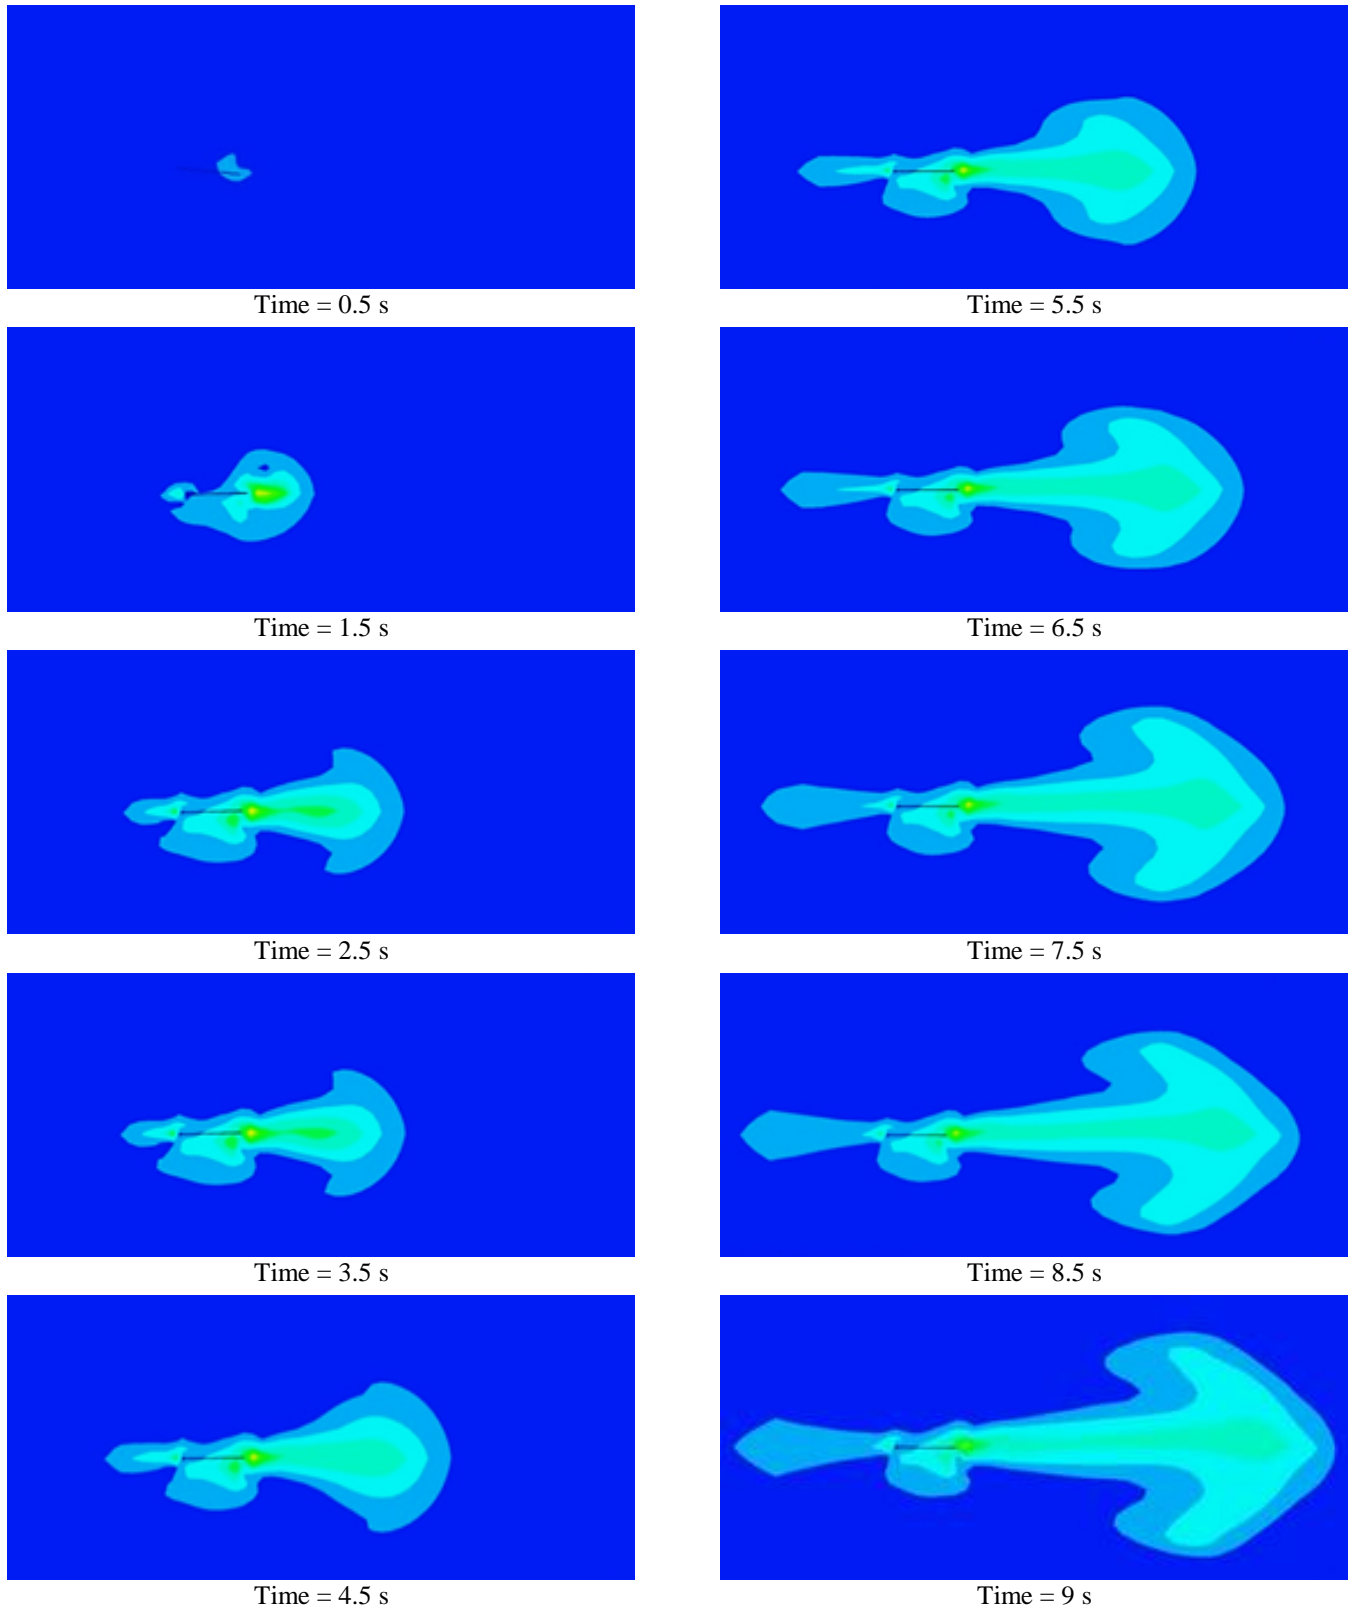 Time = 0.5 s
Time = 5.5 s
Time = 1.5 s
Time = 6.5 s
Time = 2.5 s
Time = 7.5 s
Time = 3.5 s
Time = 8.5 s
Time = 4.5 s
Time = 9 s